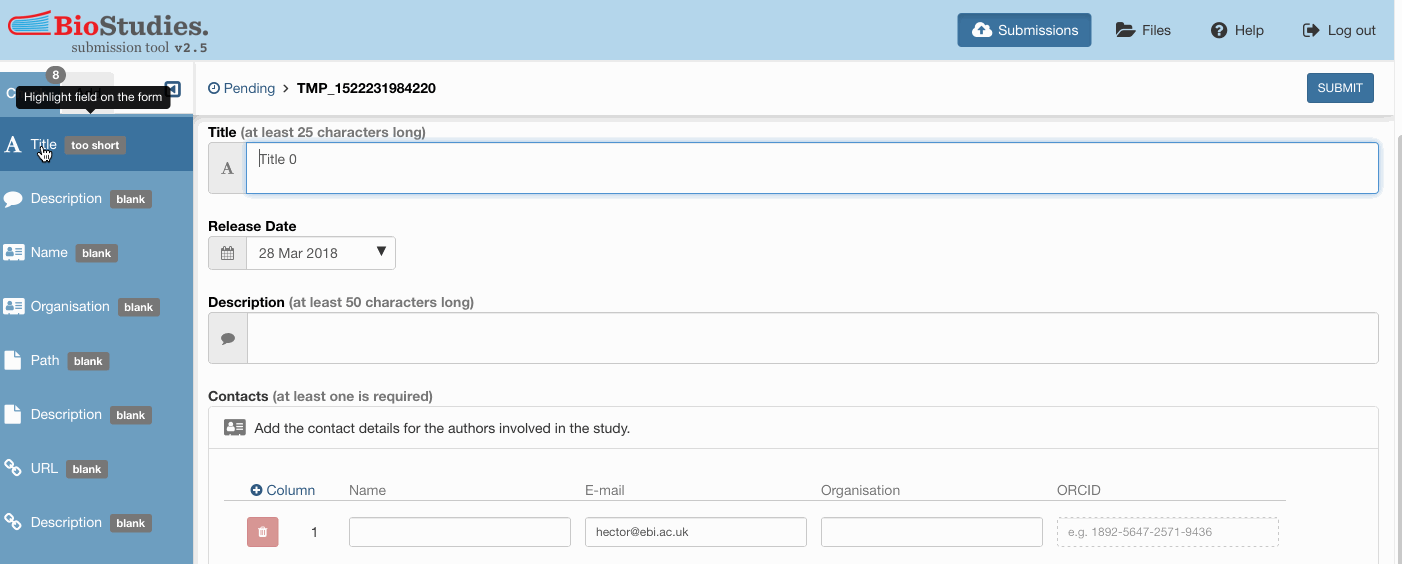 BioStudies.
submission tool v2.5
Submissions
Files
Help
Log out
8
C
Highlight field on the form
Pending > TMP_1522231984220
SUBMIT
Title too short
Description blank
Name blank
Organisation blank
Path blank
Description blank
URL blank
Description blank
Title (at least 25 characters long)
A Title 0
Release Date
28 Mar 2018
Description (at least 50 characters long)
Contacts (at least one is required)
Add the contact details for the authors involved in the study.
Column Name E-mail Organisation ORCID
1 hector@ebi.ac.uk e.g. 1892-5647-2571-9436